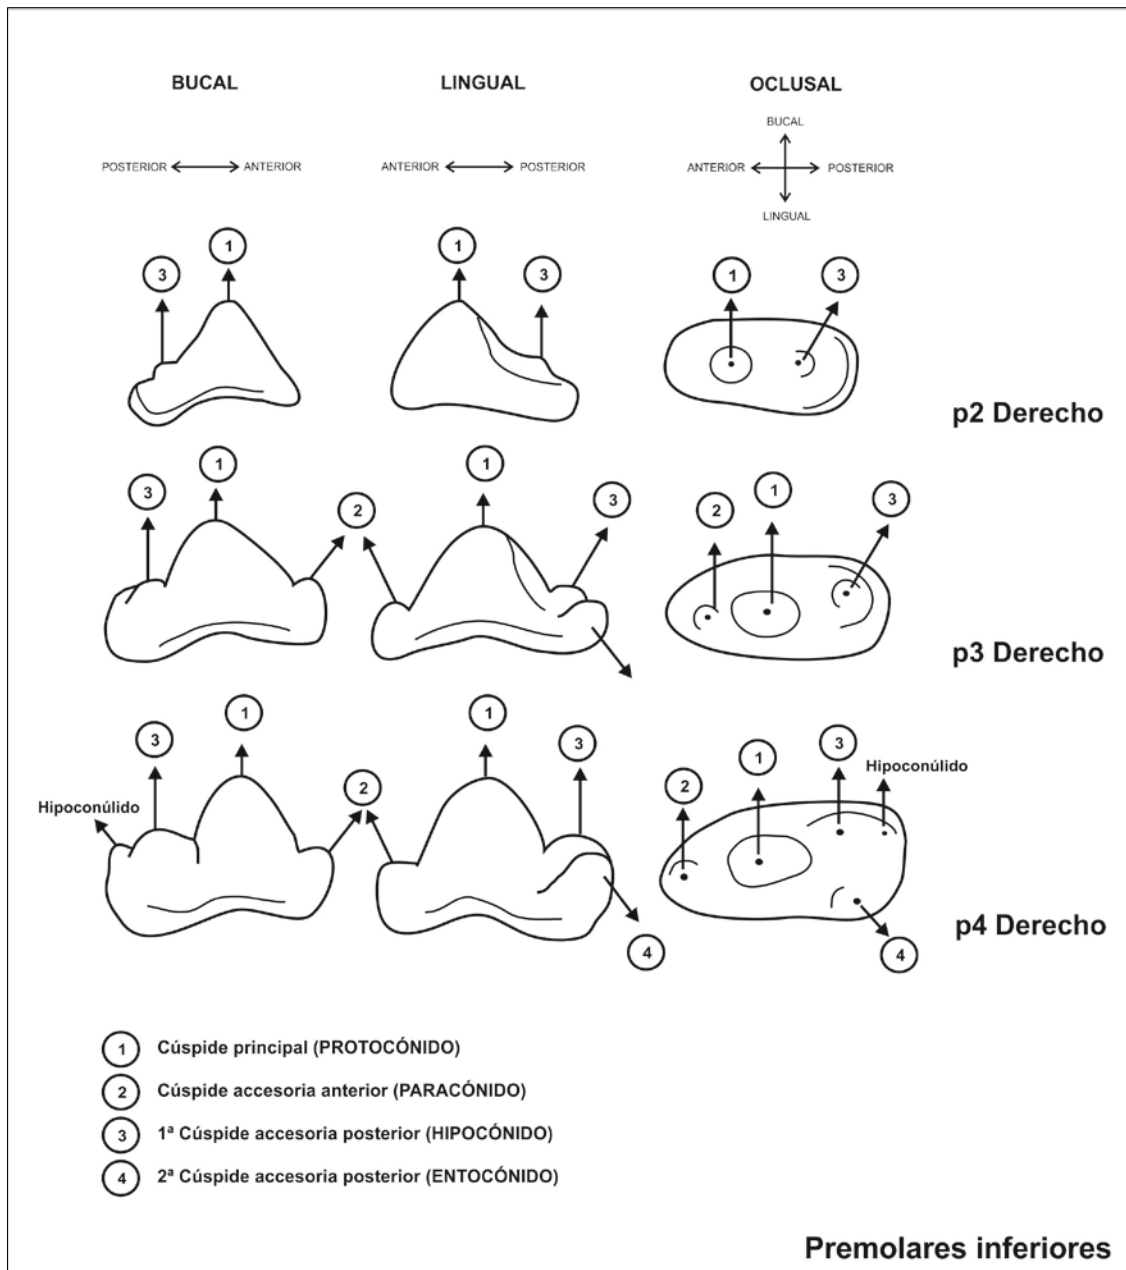 BUCAL LINGUAL OCLUSAL
BUCAL
POSTERIOR ANTERIOR ANTERIOR POSTERIOR ANTERIOR POSTERIOR
LINGUAL
1 1
3 3 1 3
p2 Derecho
1 1
3 2 3 2 1 3
p3 Derecho
1 1
3 3 1 3
Hipoconúlido 2 2 Hipoconúlido
p4 Derecho
4 4
1 Cúspide principal (PROTOCÓNIDO)
2 Cúspide accesoria anterior (PARACÓNIDO)
3 1ª Cúspide accesoria posterior (HIPOCÓNIDO)
4 2ª Cúspide accesoria posterior (ENTOCÓNIDO)
Premolares inferiores